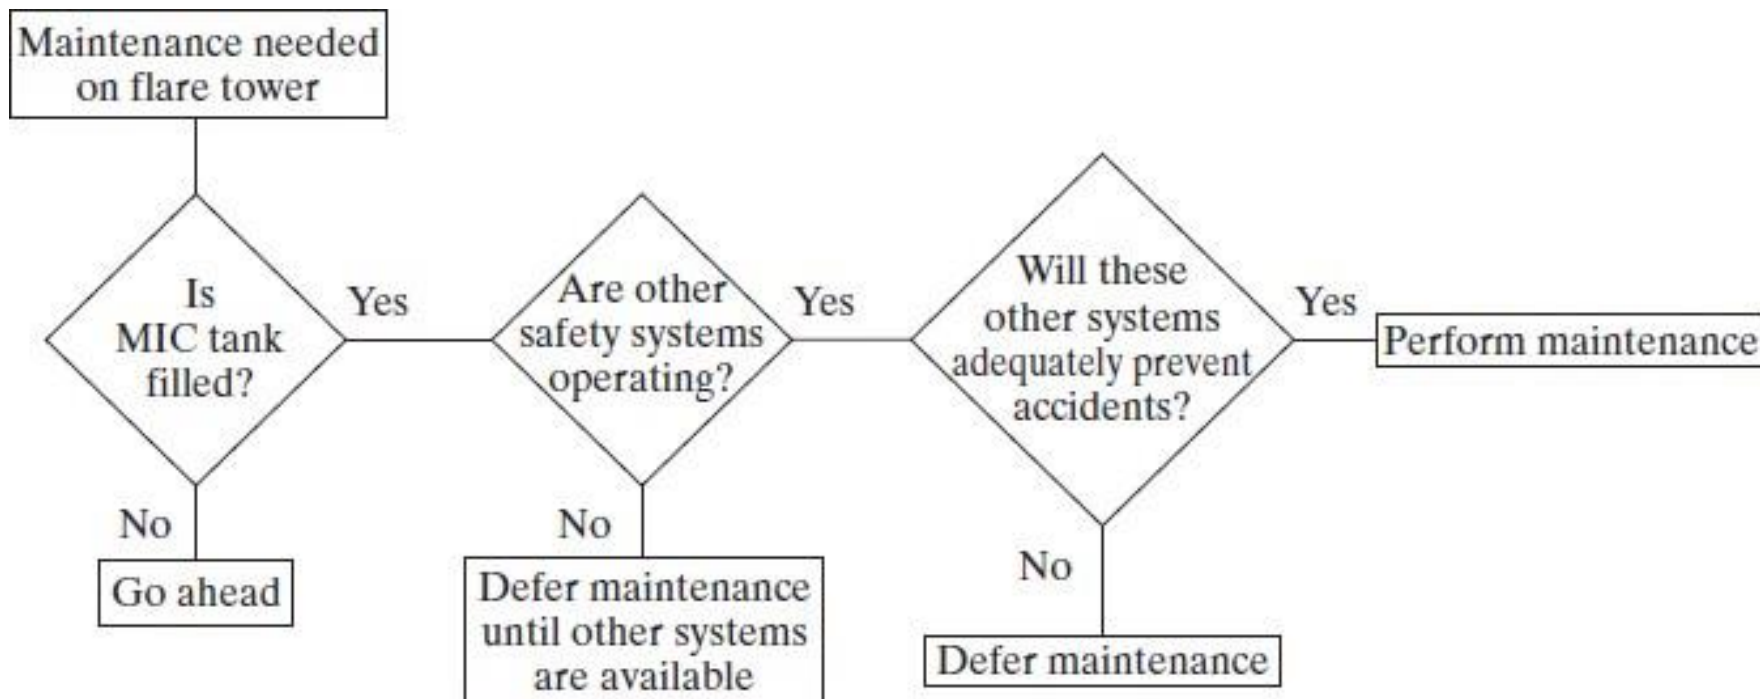 Maintenance needed
on flare tower
Is
MIC tank
filled?
Yes
No
Go ahead
Are other
safety systems
operating?
Yes
No
Defer maintenance
until other systems
are available
Will these
other systems
adequately prevent
accidents?
Yes
Perform maintenance
No
Defer maintenance